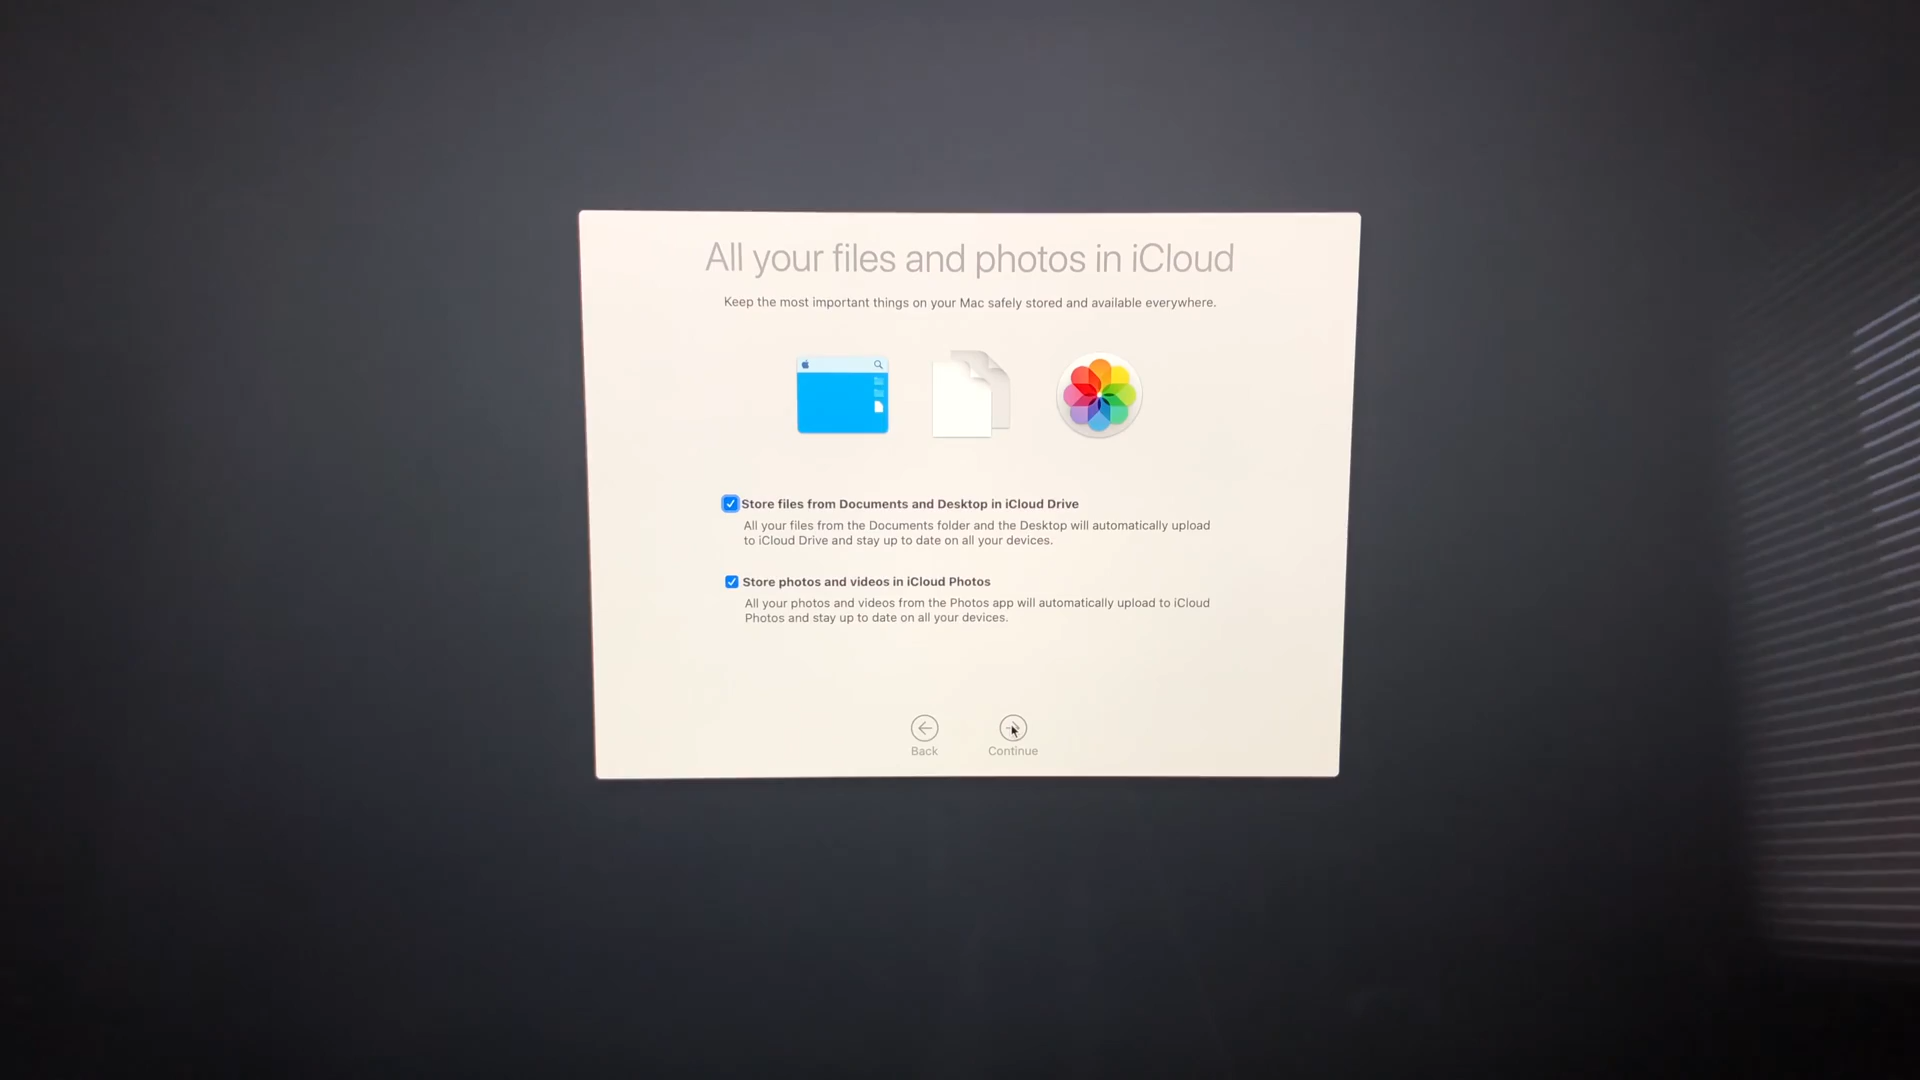 All your files and photos in iCloud
Keep the most important things on your Mac safely stored and available everywhere.
Store files from Documents and Desktop in iCloud Drive
All your files from the Documents folder and the Desktop will automatically upload
to iCloud Drive and stay up to date on all your devices.
Store photos and videos in iCloud Photos
All your photos and videos from the Photos app will automatically upload to iCloud
Photos and stay up to date on all your devices.
Back
Continue